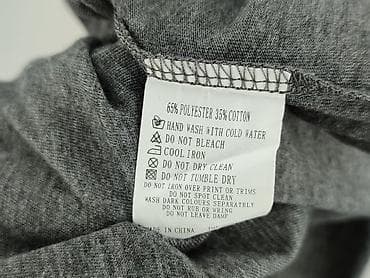 65% POLYESTER 35% COTTON
HAND WASH WITH COLD WATER
DO NOT BLEACH
COOL IRON
DO NOT DRY CLEAN
DO NOT TUMBLE DRY
DO NOT IRON OVER PRINT OR TRIMS
DO NOT SPOT CLEAN
WASH DARK COLOURS SEPARATELY
DO NOT RUB OR WRING
DO NOT LEAVE DAMP
MADE IN CHINA